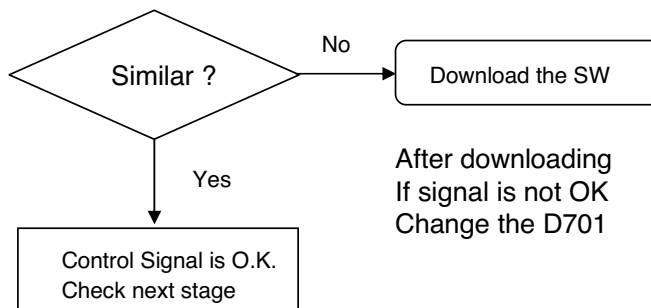 No
Similar ?
Download the SW
After downloading
If signal is not OK
Change the D701
Yes
Control Signal is O.K.
Check next stage